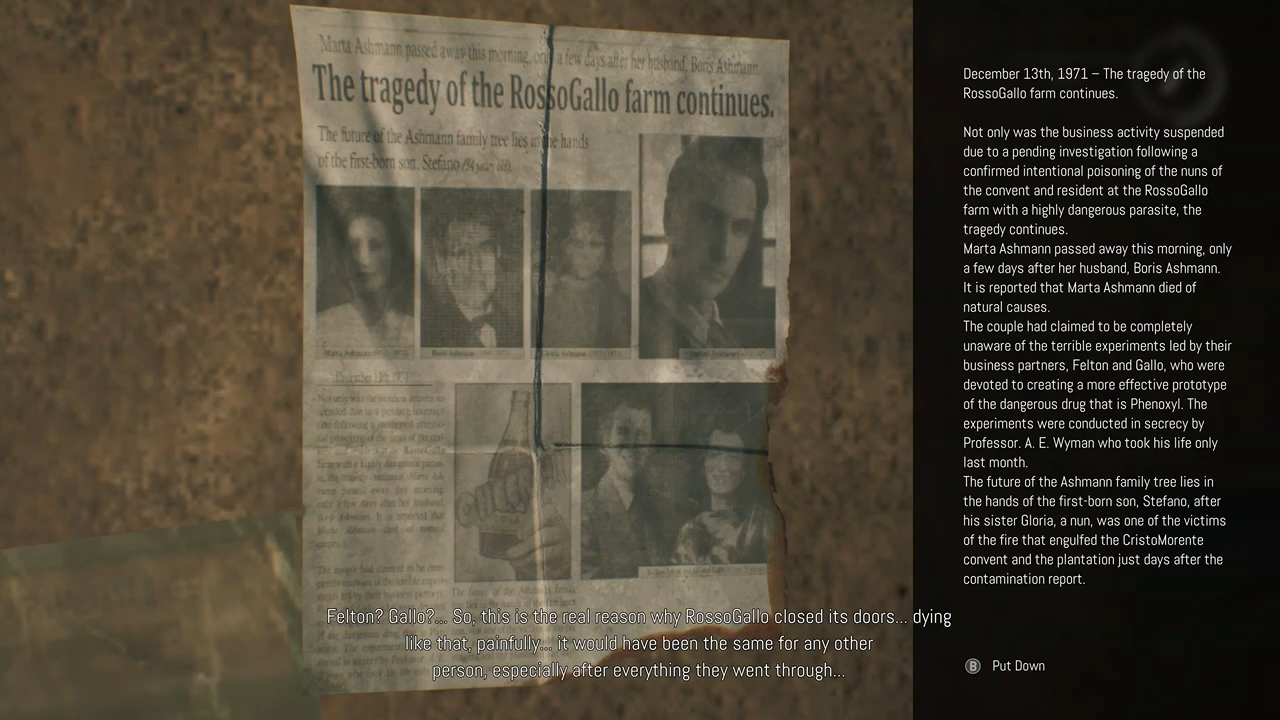 Marta Ashmann passed away this morning, only a few days after her husband, Boris Ashmann.
The tragedy of the RossoGallo farm continues.
The future of the Ashmann family tree lies in the hands
of the first-born son, Stefano (34 years old).
December 13th, 1971
COLA
December 13th, 1971 – The tragedy of the
RossoGallo farm continues.
Not only was the business activity suspended
due to a pending investigation following a
confirmed intentional poisoning of the nuns of
the convent and resident at the RossoGallo
farm with a highly dangerous parasite, the
tragedy continues.
Marta Ashmann passed away this morning, only
a few days after her husband, Boris Ashmann.
It is reported that Marta Ashmann died of
natural causes.
The couple had claimed to be completely
unaware of the terrible experiments led by their
business partners, Felton and Gallo, who were
devoted to creating a more effective prototype
of the dangerous drug that is Phenoxyl. The
experiments were conducted in secrecy by
Professor. A. E. Wyman who took his life only
last month.
The future of the Ashmann family tree lies in
the hands of the first-born son, Stefano, after
his sister Gloria, a nun, was one of the victims
of the fire that engulfed the CristoMorente
convent and the plantation just days after the
contamination report.
Felton? Gallo?... So, this is the real reason why RossoGallo closed its doors... dying
like that, painfully... it would have been the same for any other
person, especially after everything they went through...
B Put Down